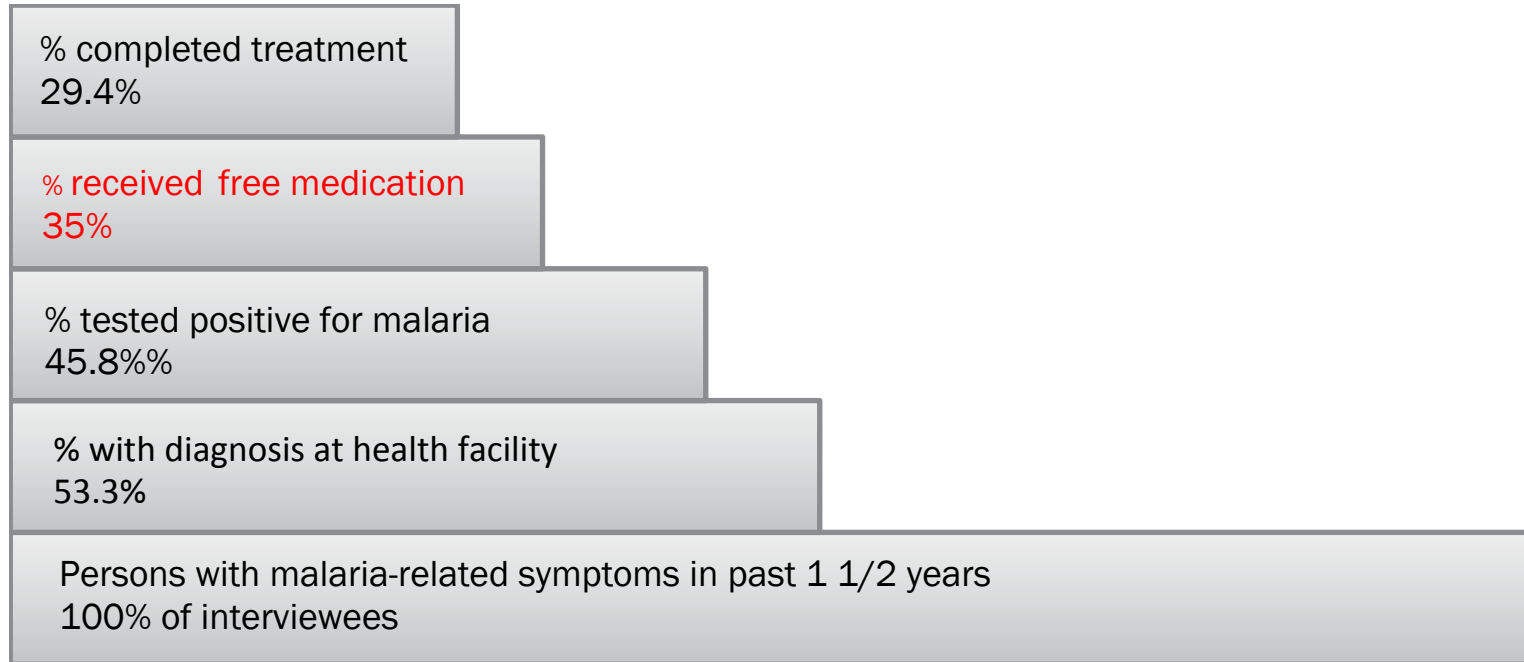 % completed treatment
29.4%
% received free medication
35%
% tested positive for malaria
45.8%%
% with diagnosis at health facility
53.3%
Persons with malaria-related symptoms in past 1 1/2 years
100% of interviewees